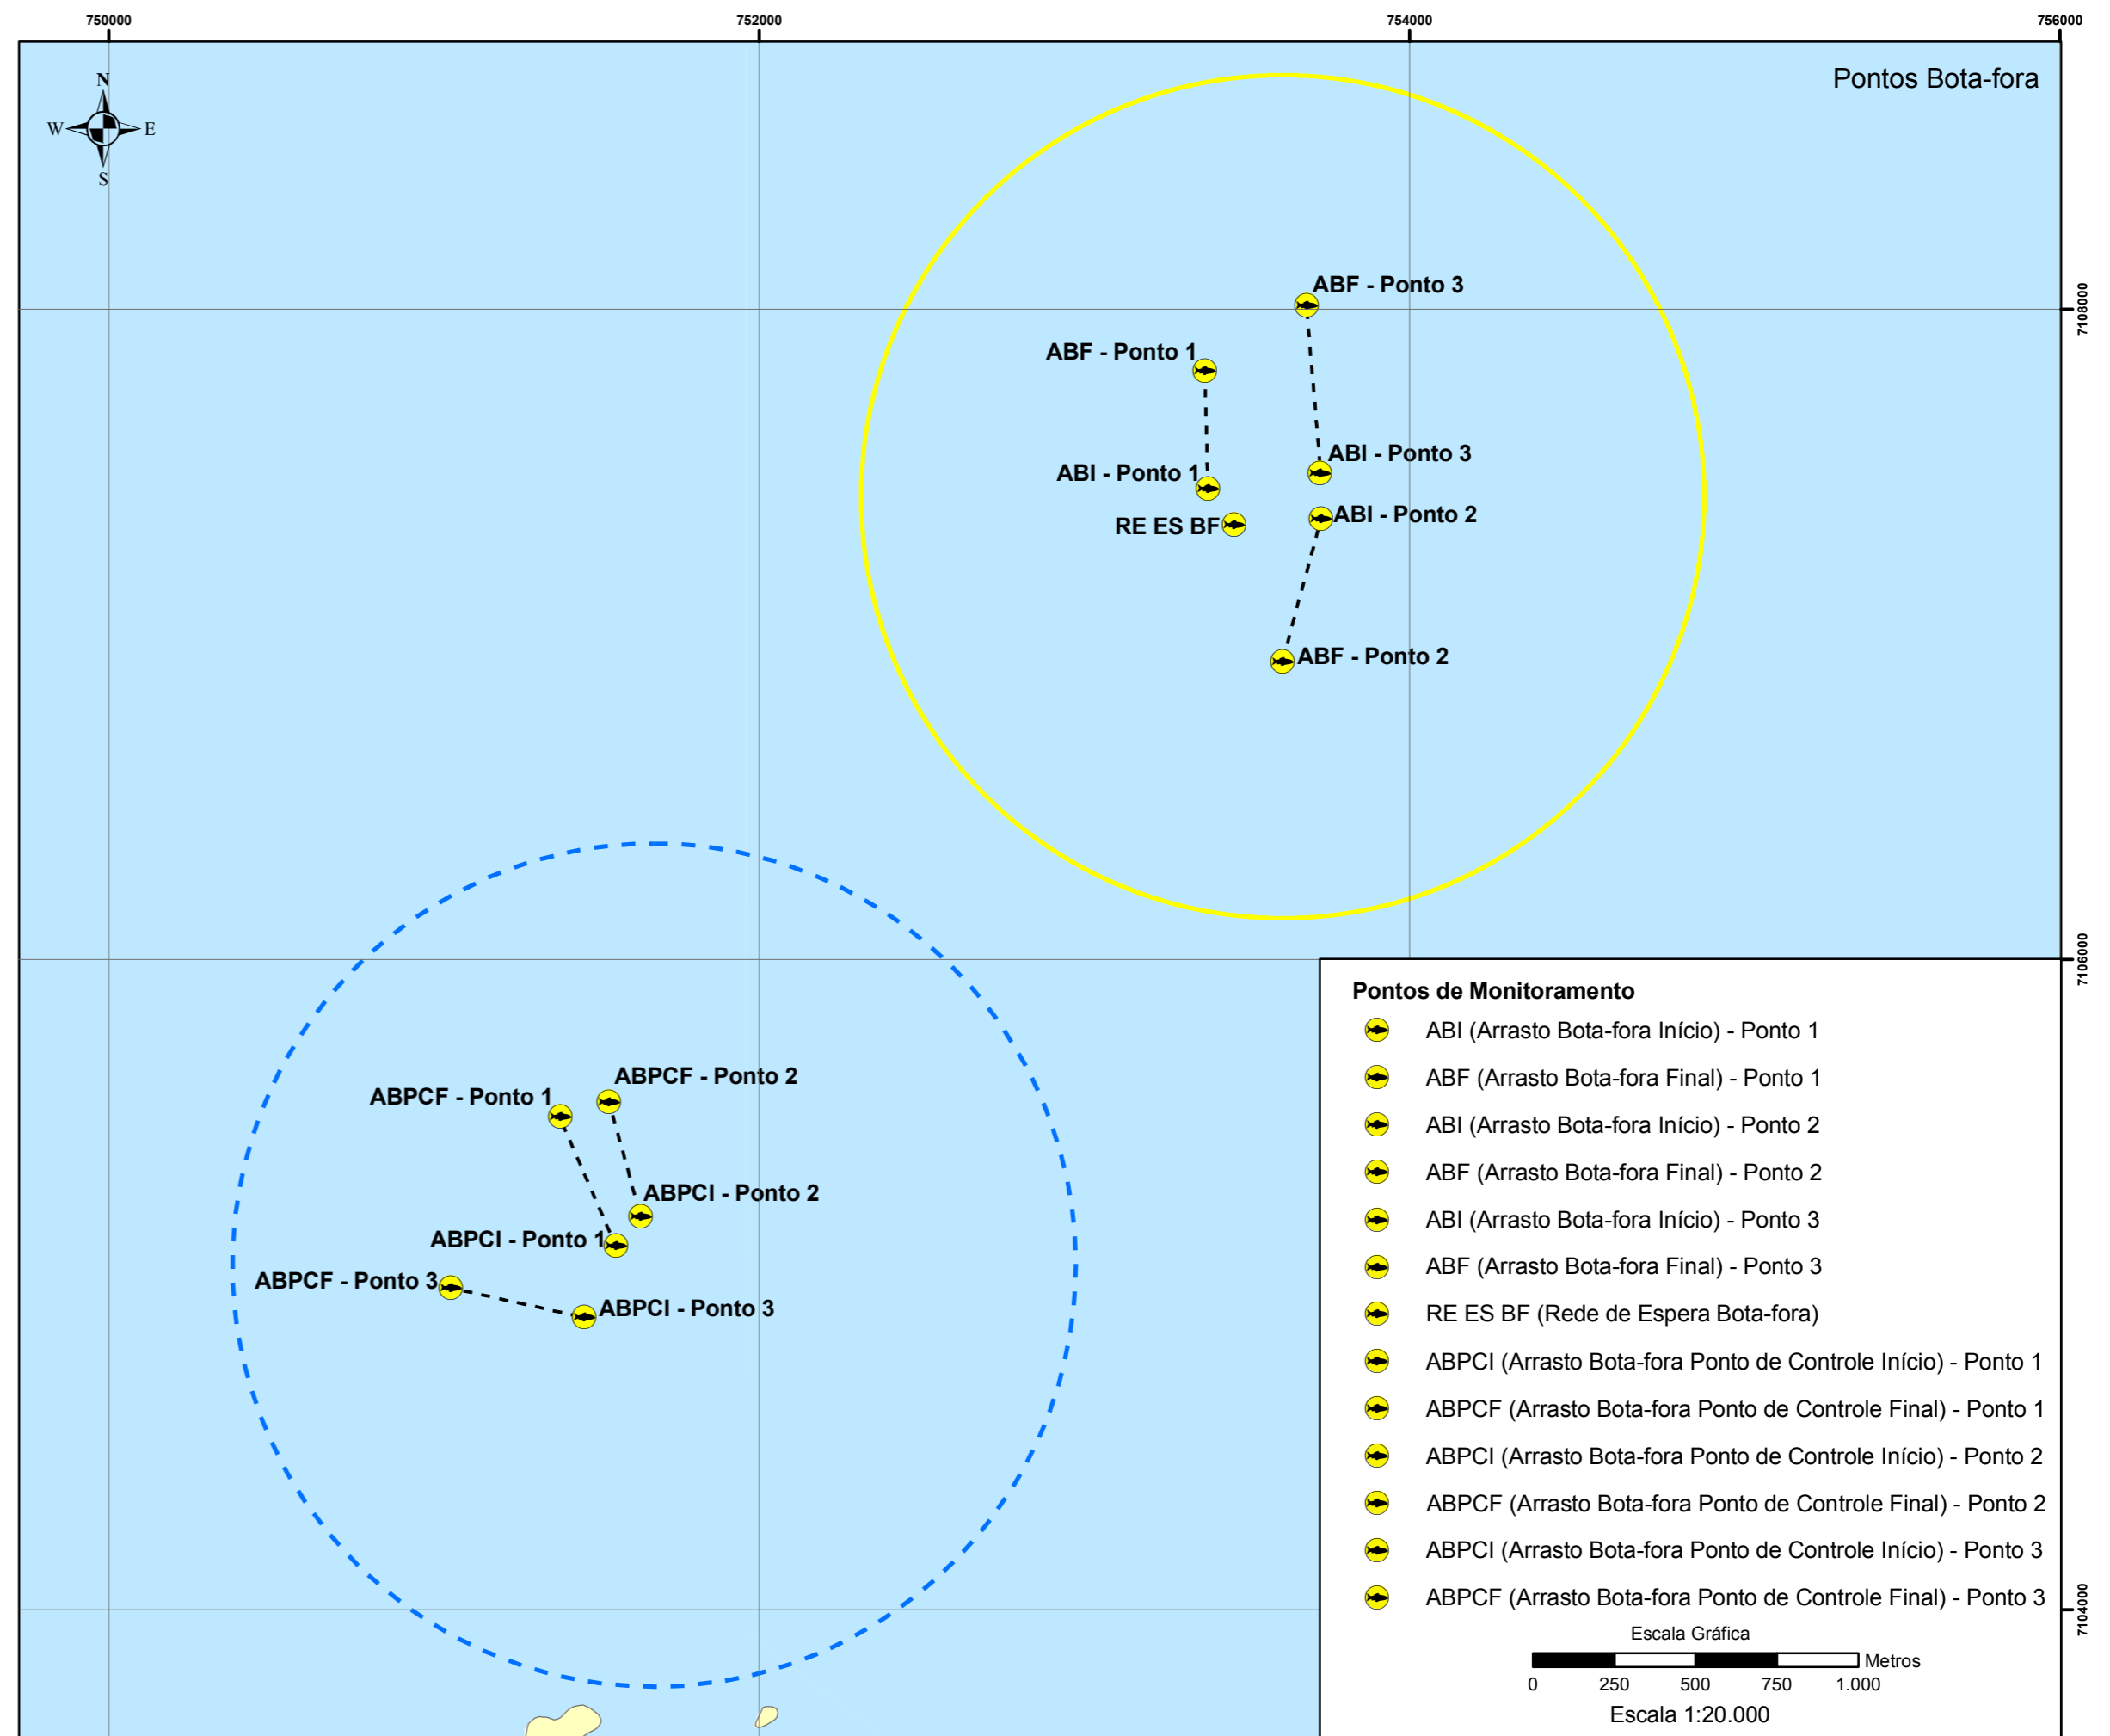 750000
752000
754000
756000
Pontos Bota-fora
N
W
E
S
7108000
ABF - Ponto 3
ABF - Ponto 1
ABI - Ponto 3
ABI - Ponto 1
ABI - Ponto 2
RE ES BF
ABF - Ponto 2
7106000
ABPCF - Ponto 2
ABPCF - Ponto 1
ABPCI - Ponto 2
ABPCI - Ponto 1
ABPCF - Ponto 3
ABPCI - Ponto 3
Pontos de Monitoramento
ABI (Arrasto Bota-fora Início) - Ponto 1
ABF (Arrasto Bota-fora Final) - Ponto 1
ABI (Arrasto Bota-fora Início) - Ponto 2
ABF (Arrasto Bota-fora Final) - Ponto 2
ABI (Arrasto Bota-fora Início) - Ponto 3
ABF (Arrasto Bota-fora Final) - Ponto 3
RE ES BF (Rede de Espera Bota-fora)
ABPCI (Arrasto Bota-fora Ponto de Controle Início) - Ponto 1
ABPCF (Arrasto Bota-fora Ponto de Controle Final) - Ponto 1
ABPCI (Arrasto Bota-fora Ponto de Controle Início) - Ponto 2
ABPCF (Arrasto Bota-fora Ponto de Controle Final) - Ponto 2
ABPCI (Arrasto Bota-fora Ponto de Controle Início) - Ponto 3
ABPCF (Arrasto Bota-fora Ponto de Controle Final) - Ponto 3
7104000
Escala Gráfica
Metros
0 250 500 750 1.000
Escala 1:20.000